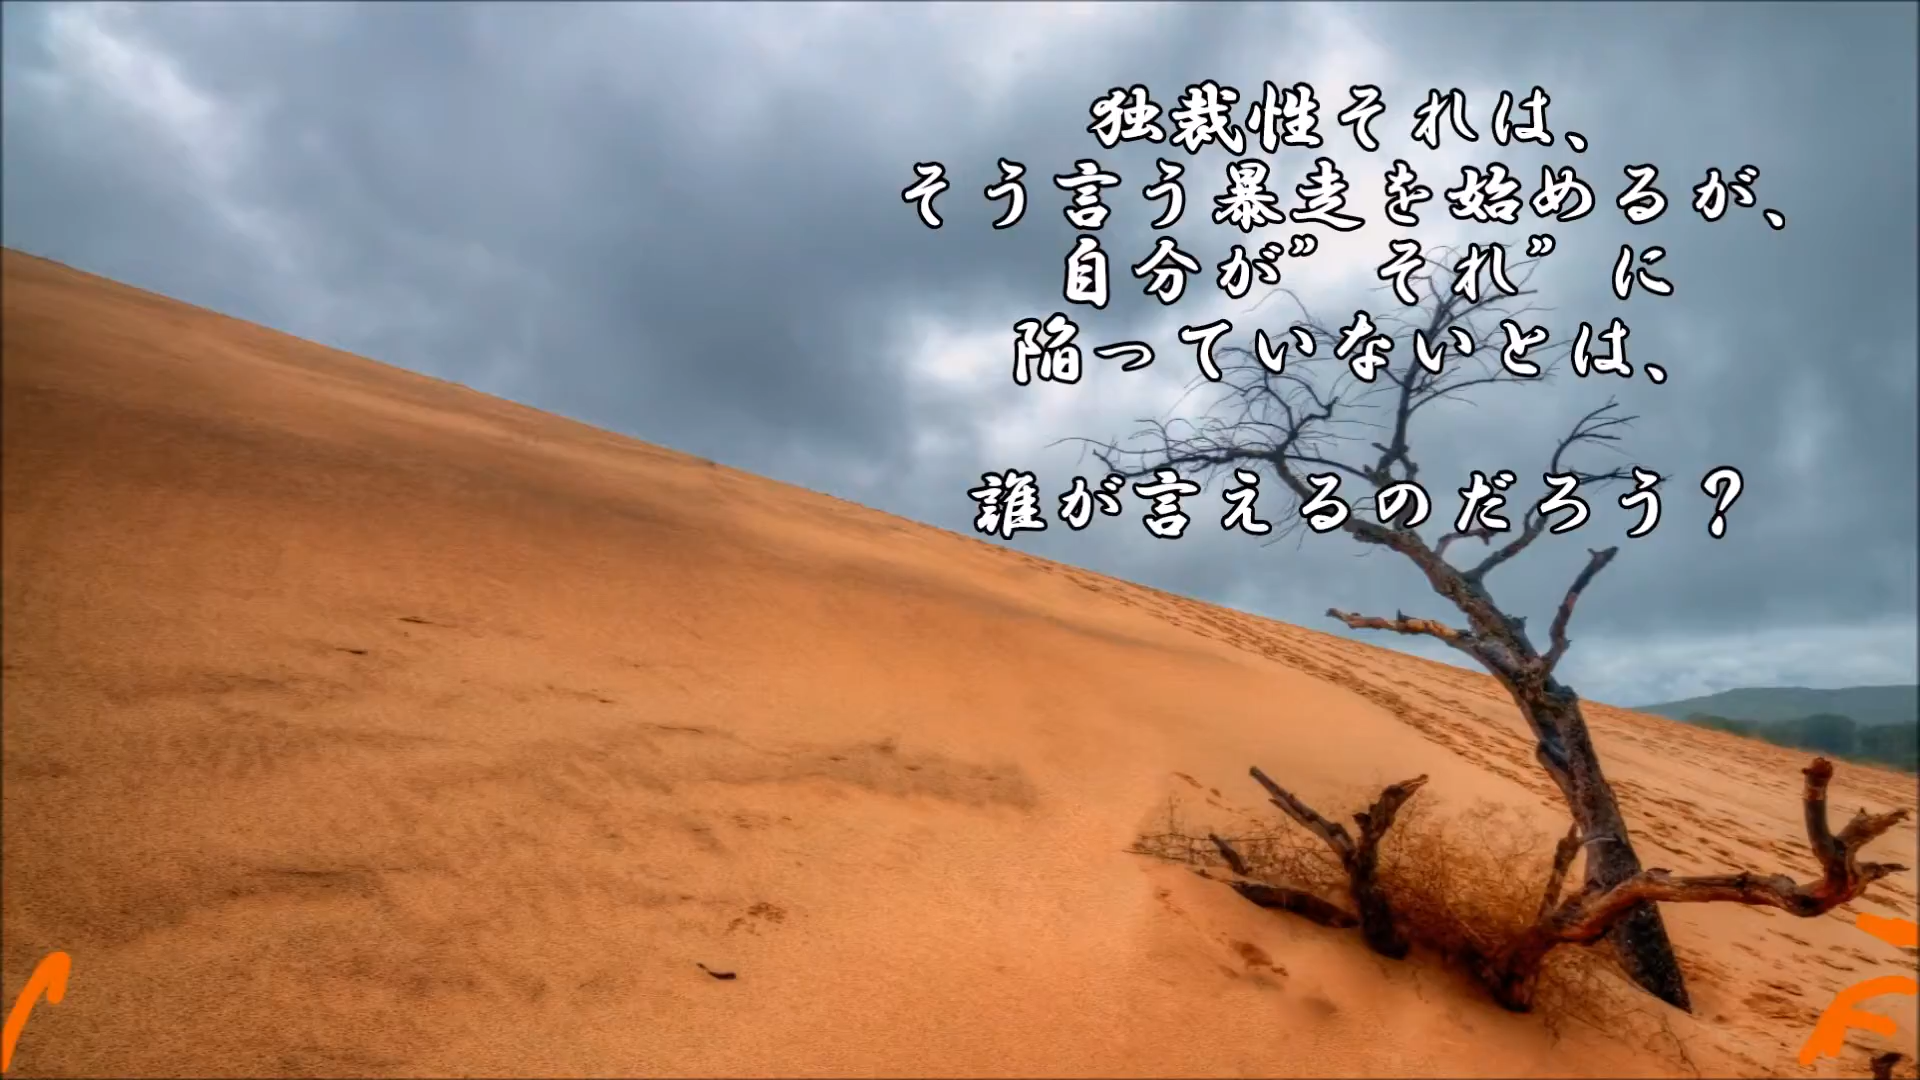 独裁性それは、
そう言う暴走を始めるが、
自分が”それ”に
陥っていないとは、
誰が言えるのだろう？